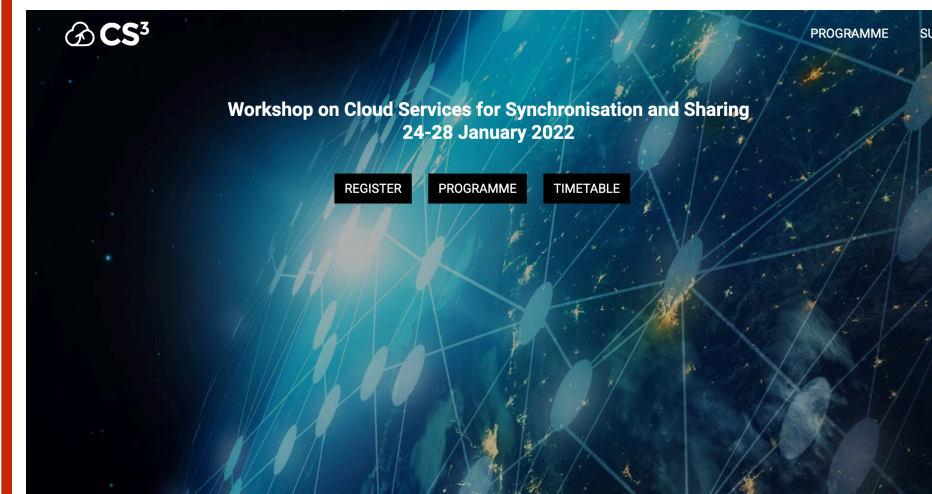 CS³
PROGRAMME
Workshop on Cloud Services for Synchronisation and Sharing
24-28 January 2022
REGISTER
PROGRAMME
TIMETABLE